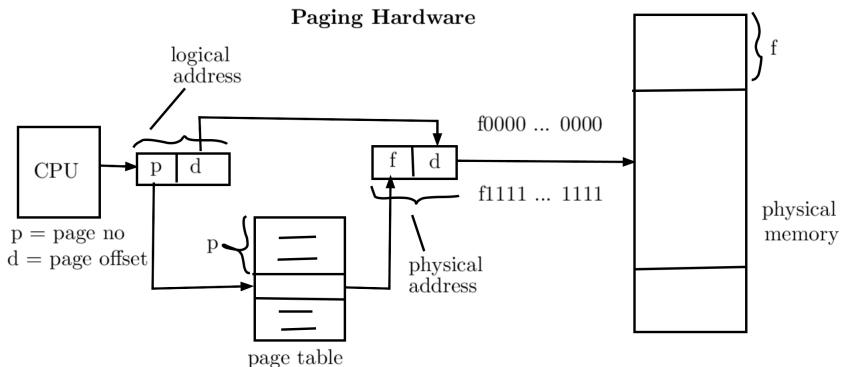 Paging Hardware
logical
address
f
f0000 ... 0000
CPU
p
d
f
d
f1111 ... 1111
p = page no
d = page offset
p
physical
address
physical
memory
page table